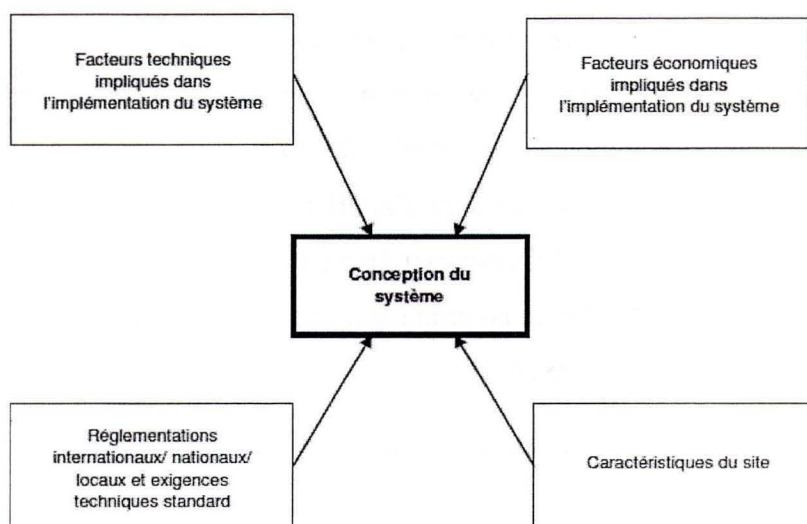 Facteurs techniques
impliqués dans
l'implémentation du système
Facteurs économiques
impliqués dans
l'implémentation du système
Conception du
système
Réglementations
internationaux/ nationaux/
locaux et exigences
techniques standard
Caractéristiques du site